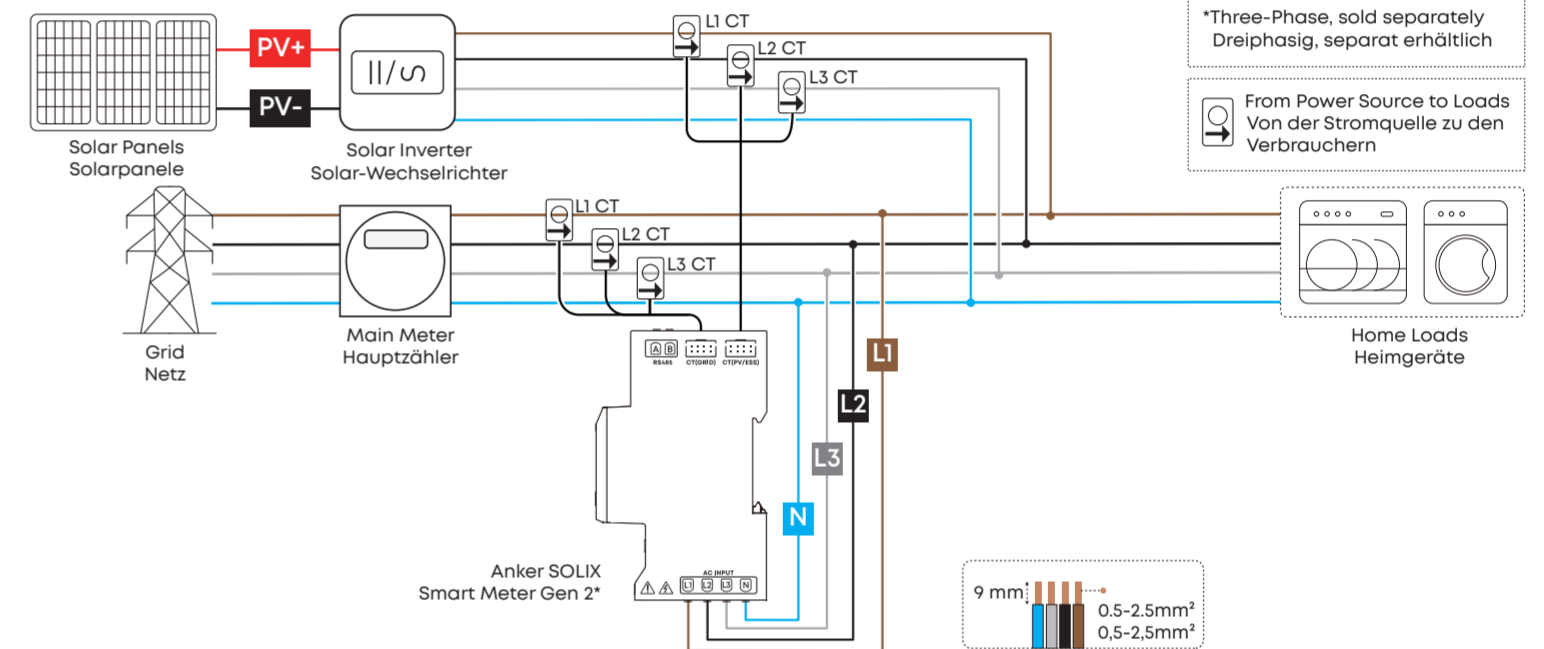 *Three-Phase, sold separately
Dreiphasig, separat erhältlich
From Power Source to Loads
Von der Stromquelle zu den
Verbrauchern
PV+
PV-
Solar Panels
Solarpanele
Solar Inverter
Solar-Wechselrichter
L1 CT
L2 CT
L3 CT
Grid
Netz
Main Meter
Hauptzähler
L1 CT
L2 CT
L3 CT
Home Loads
Heimgeräte
A B
RS485
CT(GRID)
CT(PV/ESS)
L1
L2
L3
N
Anker SOLIX
Smart Meter Gen 2*
AC INPUT
L1 L2 L3 N
9 mm
0.5-2.5mm²
0,5-2,5mm²